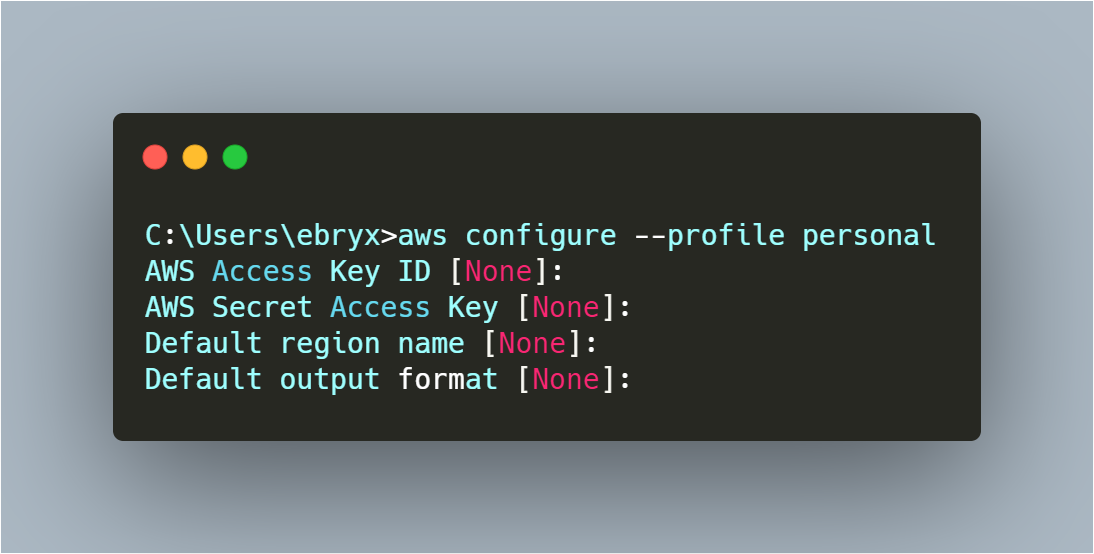 C:\Users\ebryx>aws configure --profile personal
AWS Access Key ID [None]:
AWS Secret Access Key [None]:
Default region name [None]:
Default output format [None]: